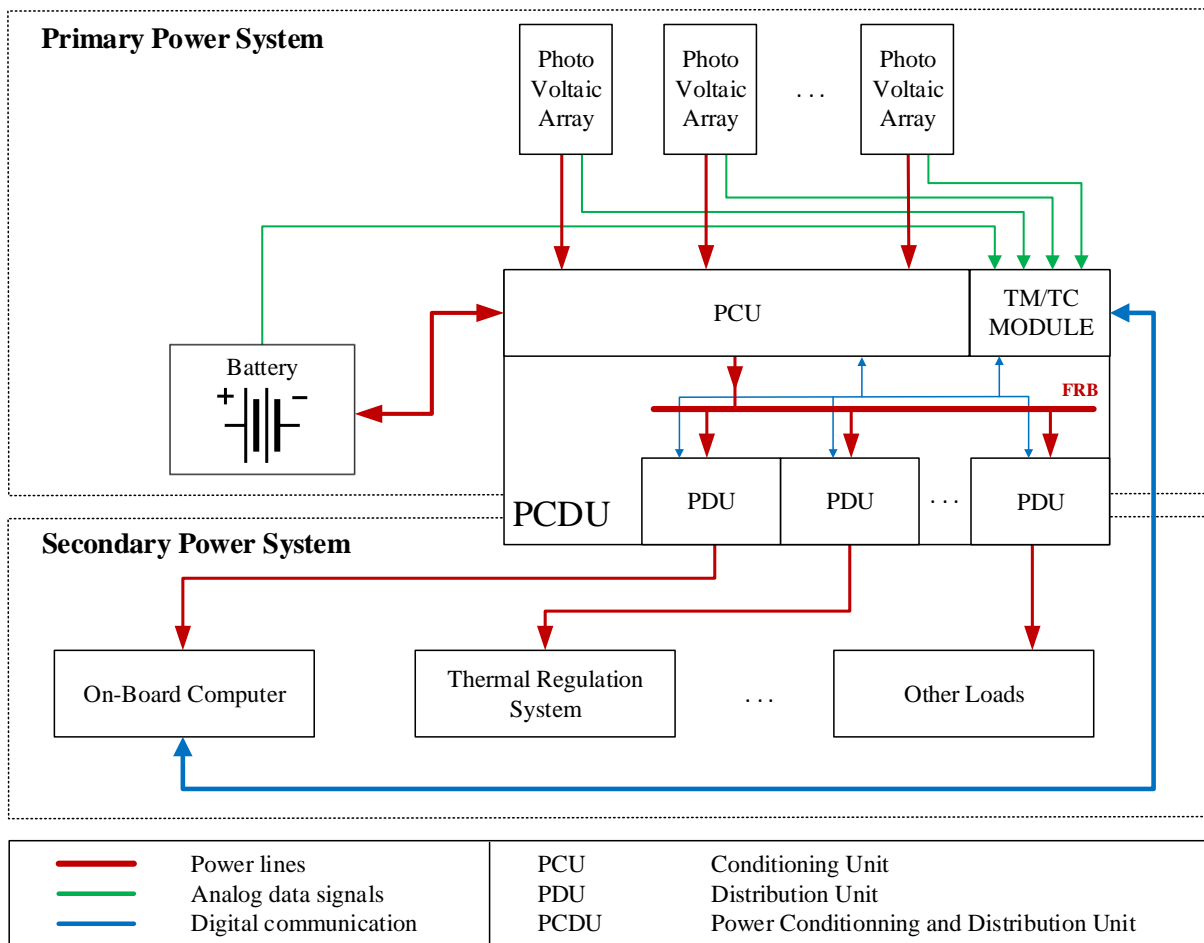 Primary Power System
Photo
Voltaic
Array
Photo
Voltaic
Array
. . .
Photo
Voltaic
Array
PCU
TM/TC
MODULE
Battery
+ −
FRB
PDU
PDU
. . .
PDU
PCDU
Secondary Power System
On-Board Computer
Thermal Regulation
System
. . .
Other Loads
Power lines
Analog data signals
Digital communication
PCU Conditioning Unit
PDU Distribution Unit
PCDU Power Conditionning and Distribution Unit